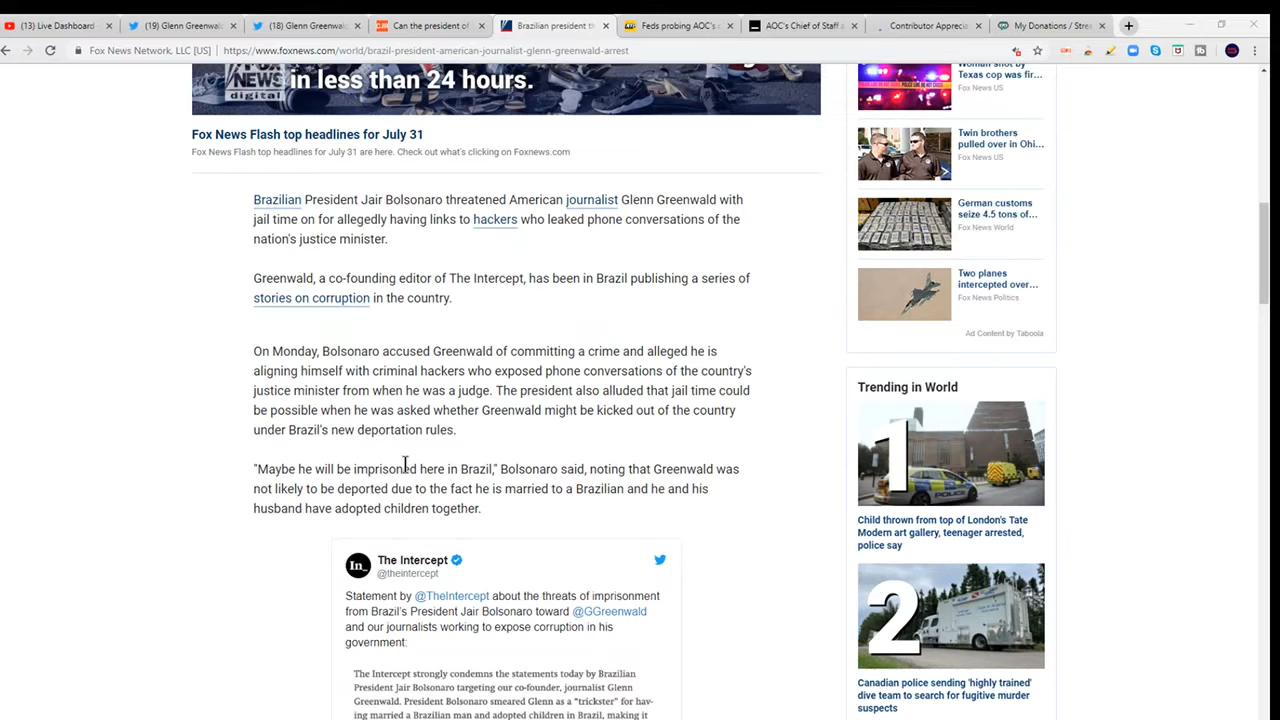 (13) Live Dashboard
(19) Glenn Greenwal
(18) Glenn Greenwal
Can the president of
Brazilian president th
Feds probing AOC's
AOC's Chief of Staff
Contributor Apprecia
My Donations / Stre
Fox News Network, LLC [US] | https://www.foxnews.com/world/brazil-president-american-journalist-glenn-greenwald-arrest
FOX
NEWS
digital
in less than 24 hours.
Fox News Flash top headlines for July 31
Fox News Flash top headlines for July 31 are here. Check out what's clicking on Foxnews.com
Brazilian President Jair Bolsonaro threatened American journalist Glenn Greenwald with
jail time on for allegedly having links to hackers who leaked phone conversations of the
nation's justice minister.
Greenwald, a co-founding editor of The Intercept, has been in Brazil publishing a series of
stories on corruption in the country.
On Monday, Bolsonaro accused Greenwald of committing a crime and alleged he is
aligning himself with criminal hackers who exposed phone conversations of the country's
justice minister from when he was a judge. The president also alluded that jail time could
be possible when he was asked whether Greenwald might be kicked out of the country
under Brazil's new deportation rules.
"Maybe he will be imprisoned here in Brazil," Bolsonaro said, noting that Greenwald was
not likely to be deported due to the fact he is married to a Brazilian and he and his
husband have adopted children together.
In_
The Intercept
@theintercept
Statement by @TheIntercept about the threats of imprisonment
from Brazil's President Jair Bolsonaro toward @GGreenwald
and our journalists working to expose corruption in his
government:
The Intercept strongly condemns the statements today by Brazilian
President Jair Bolsonaro targeting our co-founder, journalist Glenn
Greenwald. President Bolsonaro smeared Glenn as a "trickster" for hav-
ing married a Brazilian man and adopted children in Brazil, making it
Woman shot by
Texas cop was fir...
Fox News US
Twin brothers
pulled over in Ohi...
Fox News US
German customs
seize 4.5 tons of...
Fox News World
Two planes
intercepted over...
Fox News Politics
Ad Content by Taboola
Trending in World
1
Child thrown from top of London's Tate
Modern art gallery, teenager arrested,
police say
2
Canadian police sending 'highly trained'
dive team to search for fugitive murder
suspects